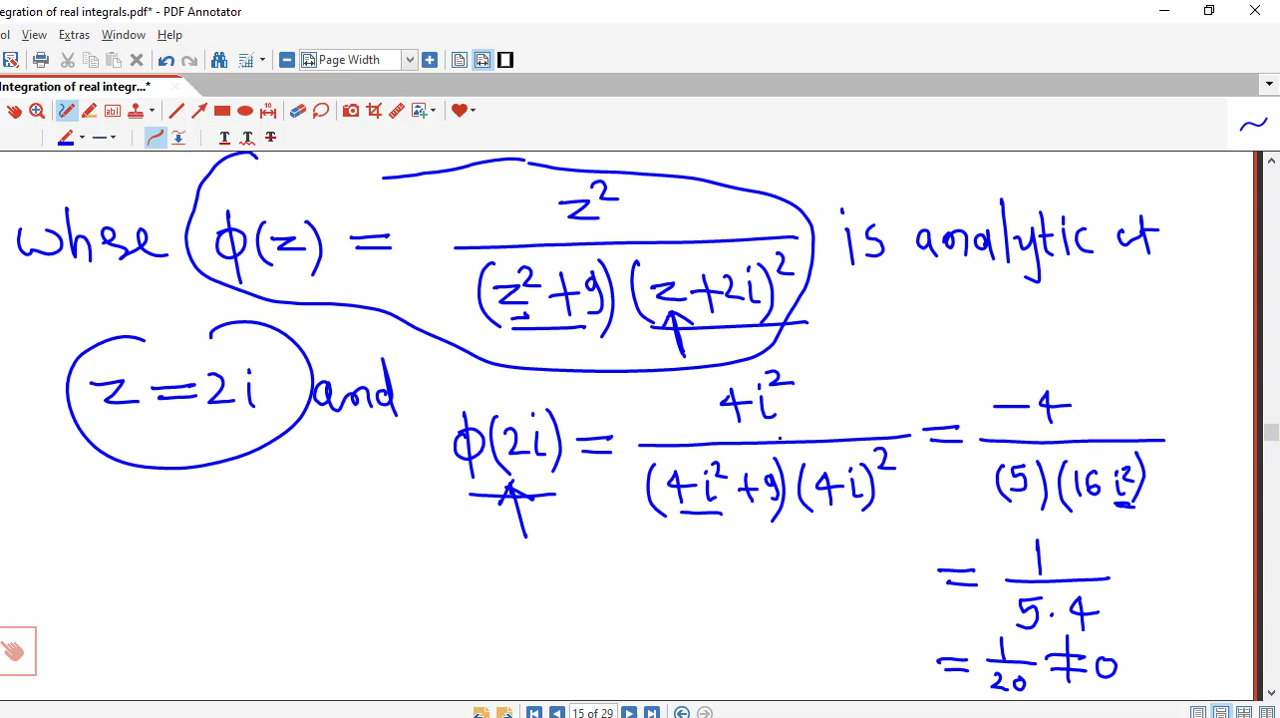 egration of real integrals.pdf* - PDF Annotator
ol View Extras Window Help
Page Width
Integration of real integr...*
where φ(z) = z² / (z²+9)(z+2i)² is analytic at
z=2i and
φ(2i) = 4i² / (4i²+9)(4i)² = -4 / (5)(16i²)
= 1 / 5·4
= 1/20 ≠ 0
15 of 29